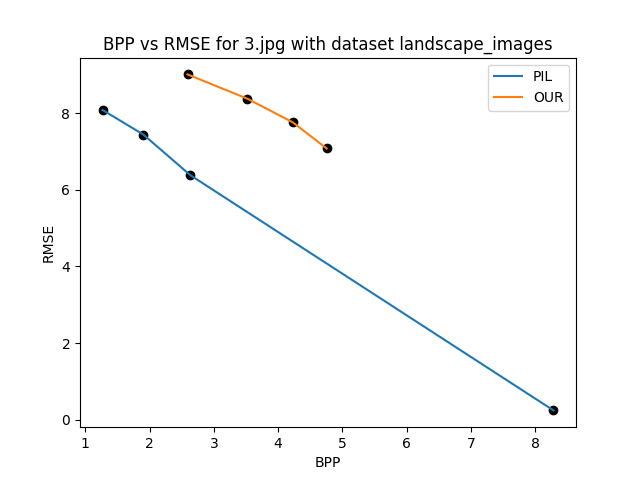 BPP vs RMSE for 3.jpg with dataset landscape_images
PIL
OUR
8
6
4
2
0
RMSE
1 2 3 4 5 6 7 8
BPP